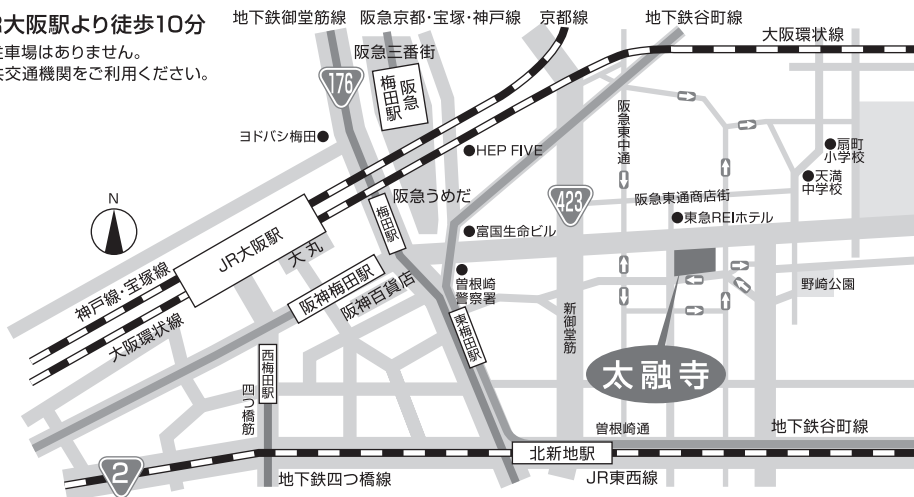 大阪駅より徒歩10分
車場はありません。
交通機関をご利用ください。
地下鉄御堂筋線
阪急京都・宝塚・神戸線
京都線
地下鉄谷町線
大阪環状線
阪急三番街
176
阪急
梅田駅
ヨドバシ梅田
HEP FIVE
阪急東中通
扇町
小学校
天満
中学校
N
阪急うめだ
423
阪急東通商店街
東急REIホテル
梅田駅
富国生命ビル
JR大阪駅
大丸
神戸線・宝塚線
阪神梅田駅
阪神百貨店
曽根崎
警察署
野崎公園
大阪環状線
東梅田駅
新御堂筋
西梅田駅
四つ橋筋
太融寺
曽根崎通
地下鉄谷町線
北新地駅
2
地下鉄四つ橋線
JR東西線